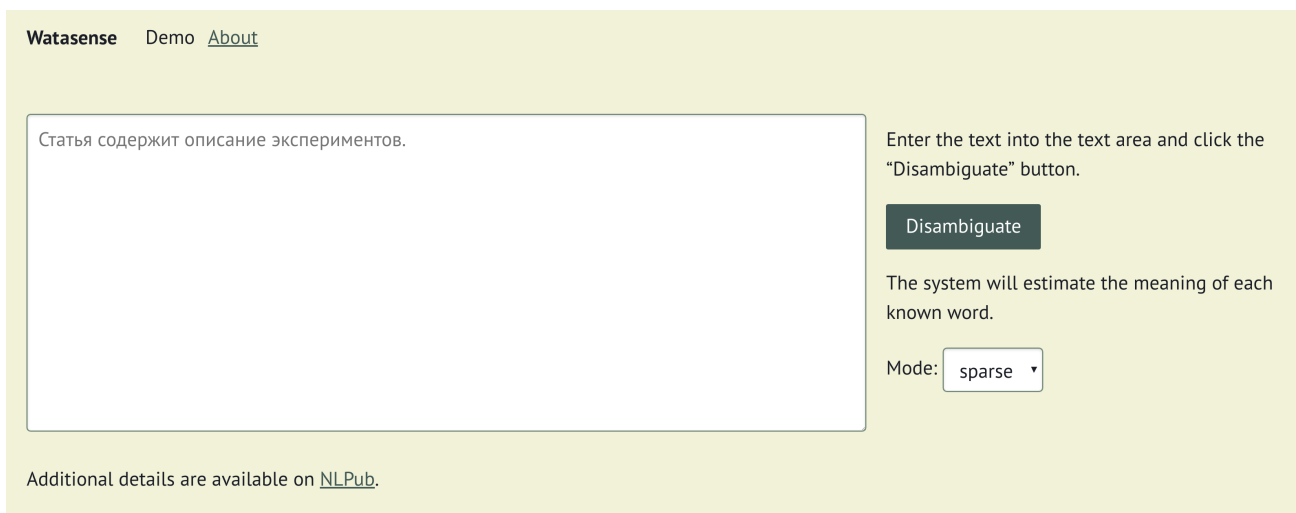 Watasense Demo About
Статья содержит описание экспериментов.
Enter the text into the text area and click the
“Disambiguate” button.
Disambiguate
The system will estimate the meaning of each
known word.
Mode: sparse
Additional details are available on NLPub.